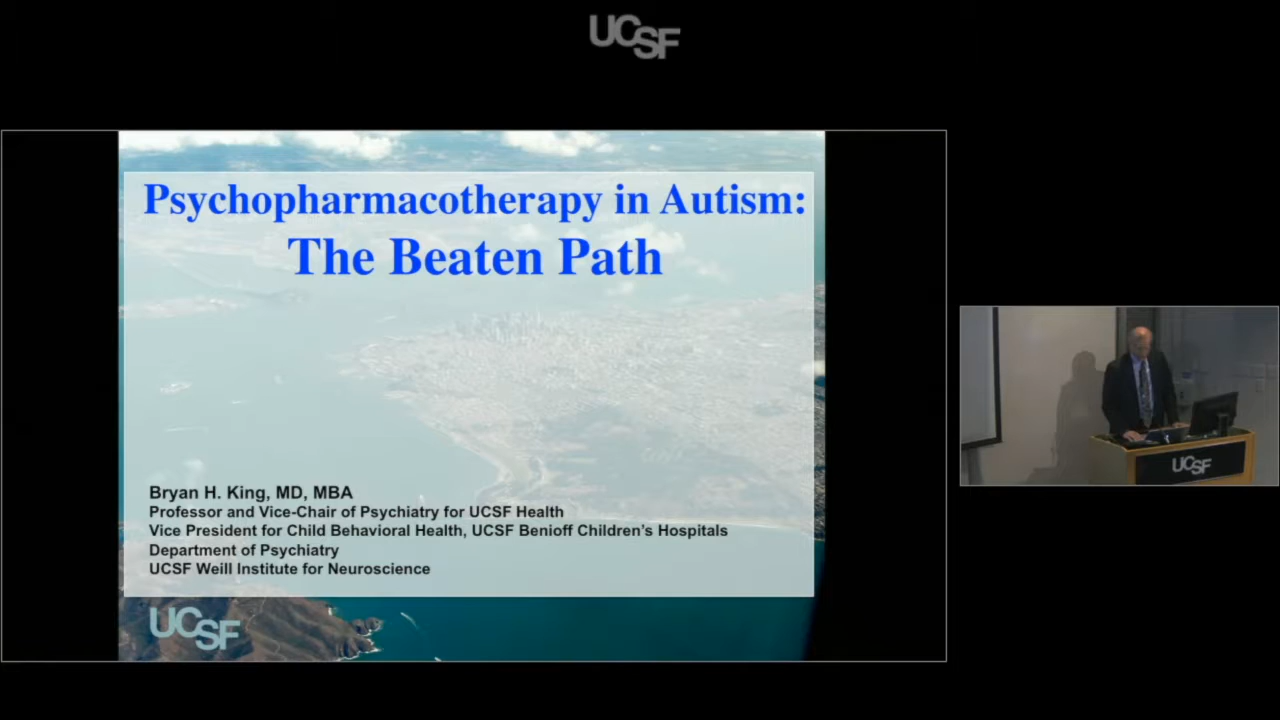 UCSF
Psychopharmacotherapy in Autism:
The Beaten Path
Bryan H. King, MD, MBA
Professor and Vice-Chair of Psychiatry for UCSF Health
Vice President for Child Behavioral Health, UCSF Benioff Children's Hospitals
Department of Psychiatry
UCSF Weill Institute for Neuroscience
UCSF
UCSF